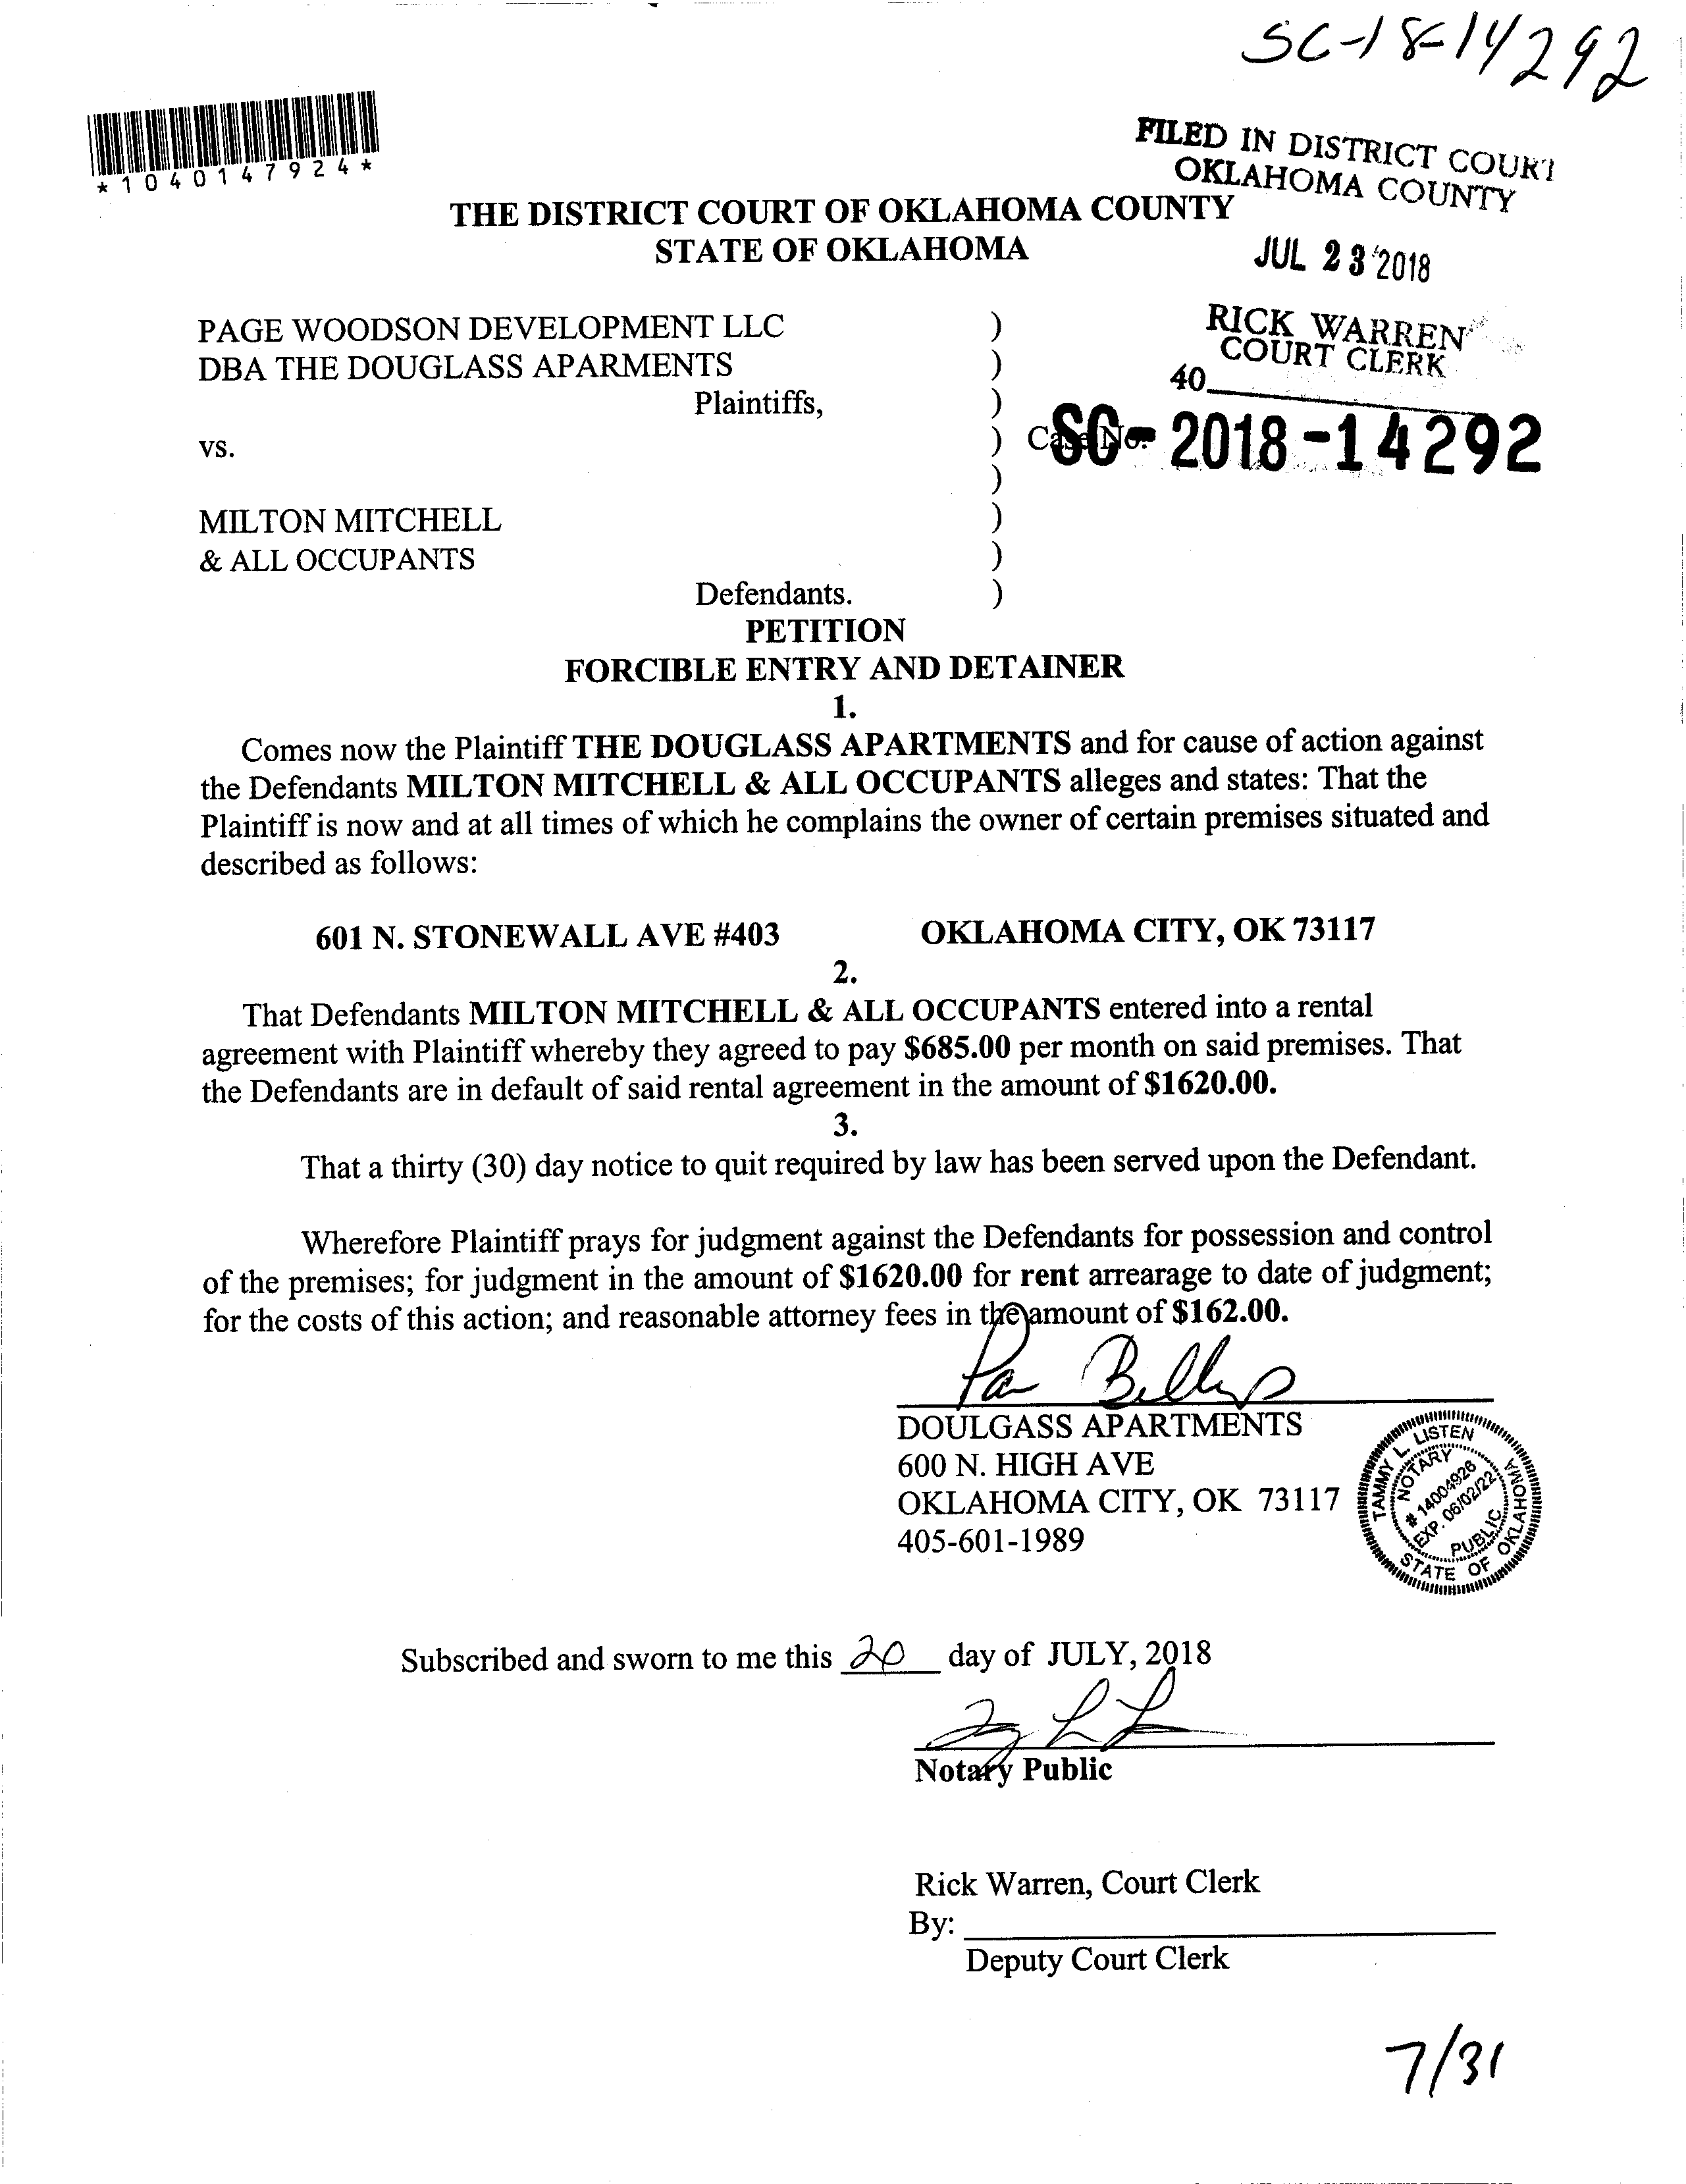 SC-18-14292
*1040147924*
FILED IN DISTRICT COURT
OKLAHOMA COUNTY
THE DISTRICT COURT OF OKLAHOMA COUNTY
STATE OF OKLAHOMA
JUL 23 2018
PAGE WOODSON DEVELOPMENT LLC )
RICK WARREN
COURT CLERK
DBA THE DOUGLASS APARMENTS )
40
Plaintiffs, )
vs. ) Case No. SC-2018-14292
)
MILTON MITCHELL )
& ALL OCCUPANTS )
Defendants. )
PETITION
FORCIBLE ENTRY AND DETAINER
1.
Comes now the Plaintiff THE DOUGLASS APARTMENTS and for cause of action against
the Defendants MILTON MITCHELL & ALL OCCUPANTS alleges and states: That the
Plaintiff is now and at all times of which he complains the owner of certain premises situated and
described as follows:
601 N. STONEWALL AVE #403 OKLAHOMA CITY, OK 73117
2.
That Defendants MILTON MITCHELL & ALL OCCUPANTS entered into a rental
agreement with Plaintiff whereby they agreed to pay $685.00 per month on said premises. That
the Defendants are in default of said rental agreement in the amount of $1620.00.
3.
That a thirty (30) day notice to quit required by law has been served upon the Defendant.
Wherefore Plaintiff prays for judgment against the Defendants for possession and control
of the premises; for judgment in the amount of $1620.00 for rent arrearage to date of judgment;
for the costs of this action; and reasonable attorney fees in the amount of $162.00.
DOULGASS APARTMENTS
600 N. HIGH AVE
OKLAHOMA CITY, OK 73117
405-601-1989
TAMMY L. LISTEN
NOTARY
# 14004926
EXP. 06/02/22
PUBLIC
STATE OF OKLAHOMA
Subscribed and sworn to me this 20 day of JULY, 2018
Notary Public
Rick Warren, Court Clerk
By:
Deputy Court Clerk
7/31